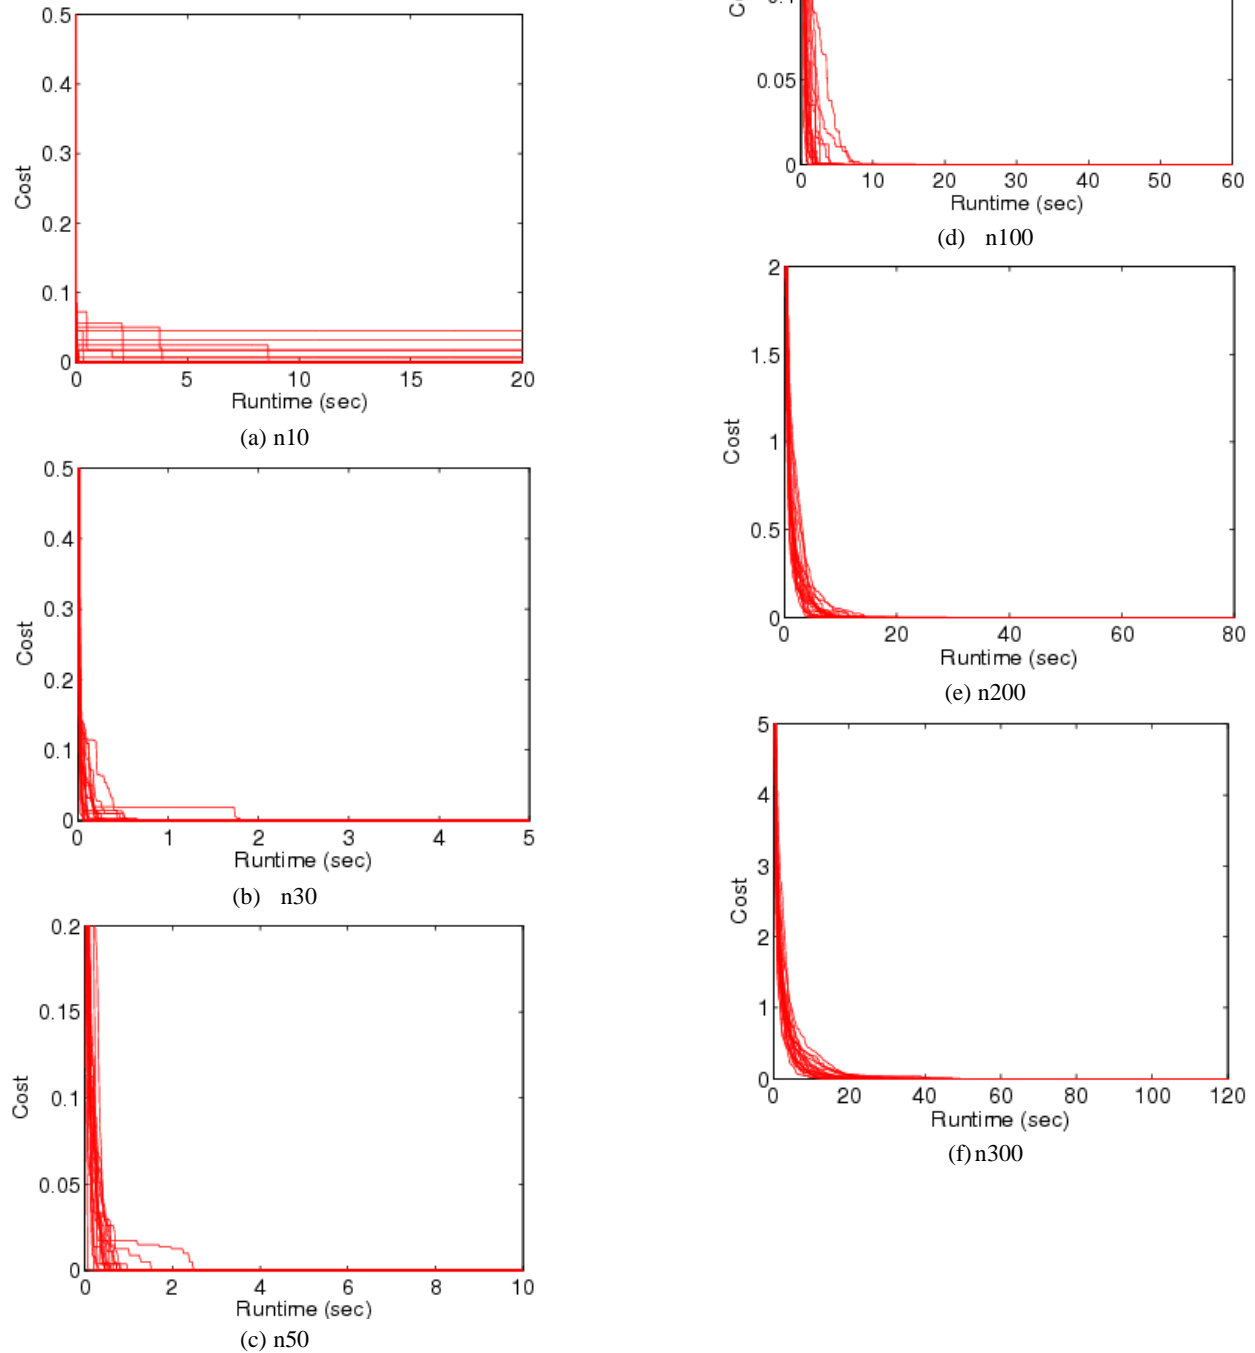 0.5
0.4
0.3
0.2
0.1
0
Cost
0 5 10 15 20
Runtime (sec)
(a) n10
0.5
0.4
0.3
0.2
0.1
0
Cost
0 1 2 3 4 5
Runtime (sec)
(b) n30
0.2
0.15
0.1
0.05
0
Cost
0 2 4 6 8 10
Runtime (sec)
(c) n50
0.05
0
0 10 20 30 40 50 60
Runtime (sec)
(d) n100
2
1.5
1
0.5
0
Cost
0 20 40 60 80
Runtime (sec)
(e) n200
5
4
3
2
1
0
Cost
0 20 40 60 80 100 120
Runtime (sec)
(f) n300